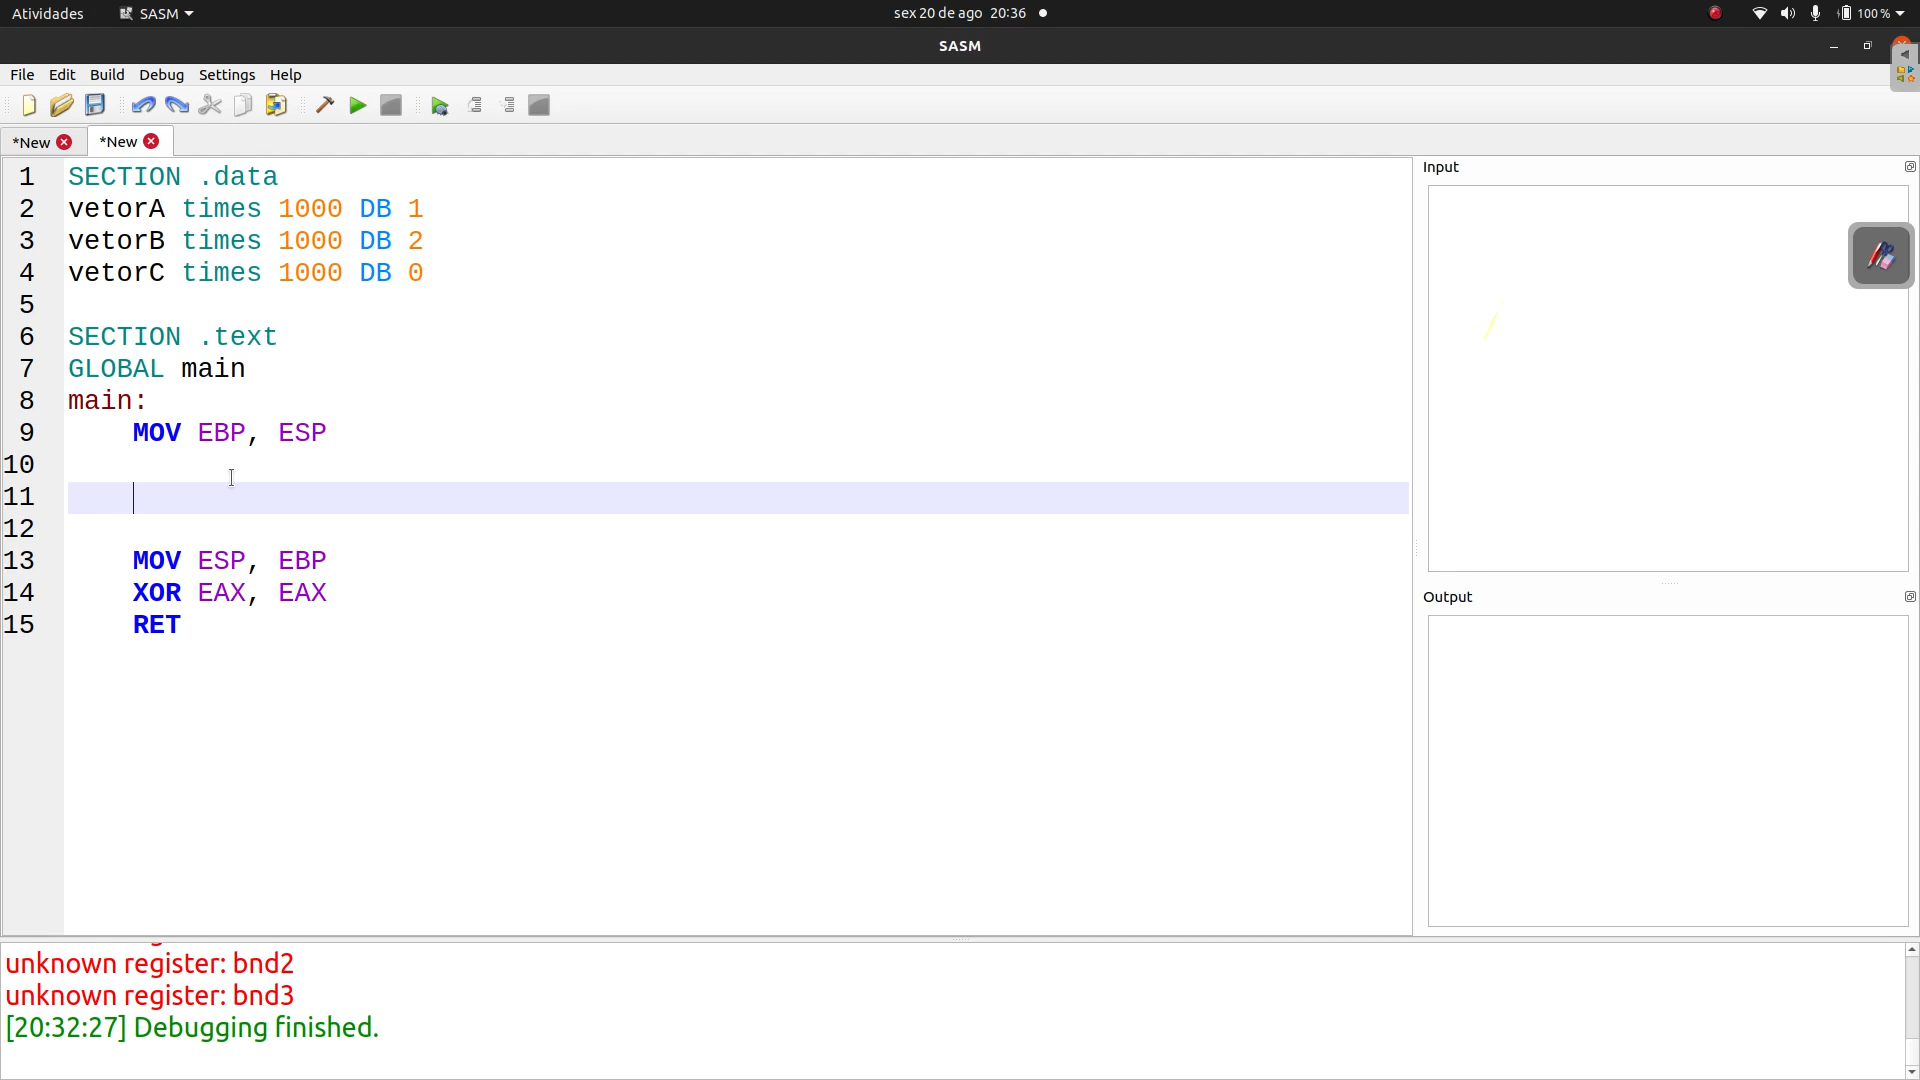 Atividades SASM sex 20 de ago 20:36 100 %
SASM
File Edit Build Debug Settings Help
*New *New
1 SECTION .data
2 vetorA times 1000 DB 1
3 vetorB times 1000 DB 2
4 vetorC times 1000 DB 0
5
6 SECTION .text
7 GLOBAL main
8 main:
9 MOV EBP, ESP
10
11
12
13 MOV ESP, EBP
14 XOR EAX, EAX
15 RET
Input
Output
unknown register: bnd2
unknown register: bnd3
[20:32:27] Debugging finished.